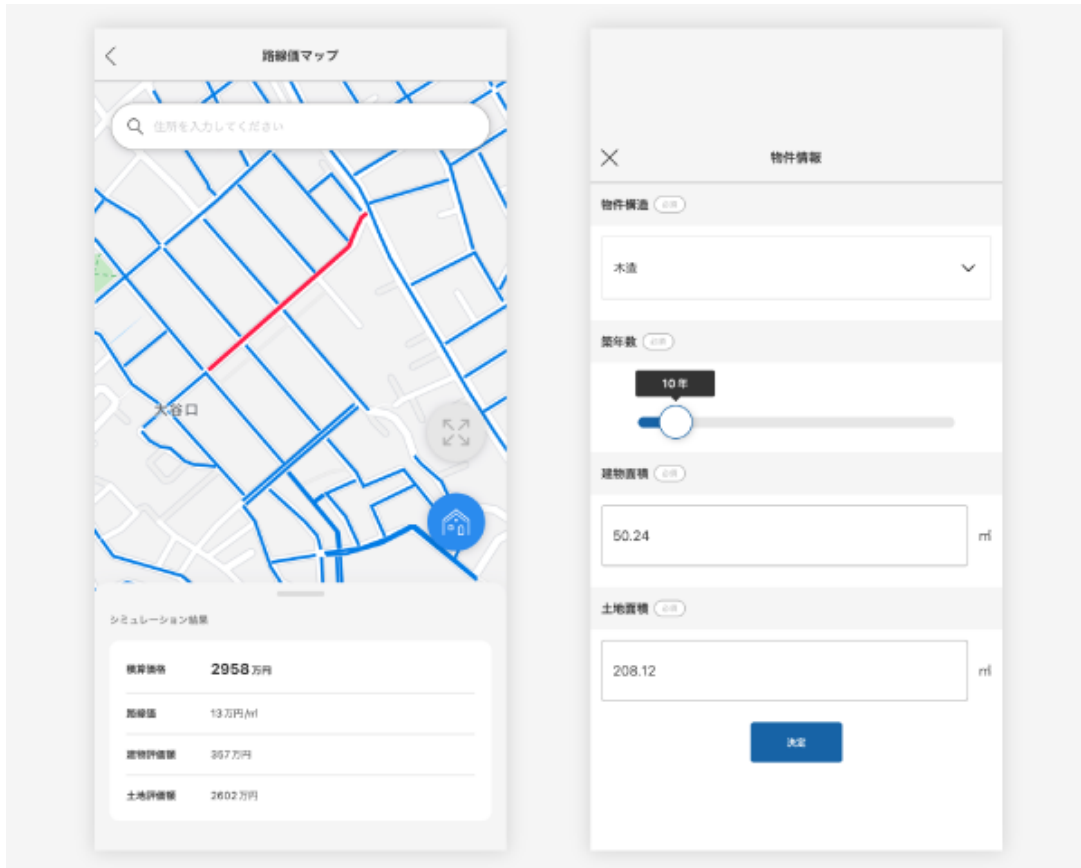 路線価マップ
住所を入力してください
大谷口
シミュレーション結果
積算価格 2958万円
路線価 13万円/㎡
建物評価額 357万円
土地評価額 2602万円
物件情報
物件構造 必須
木造
築年数 必須
10年
建物面積 必須
50.24 ㎡
土地面積 必須
208.12 ㎡
決定